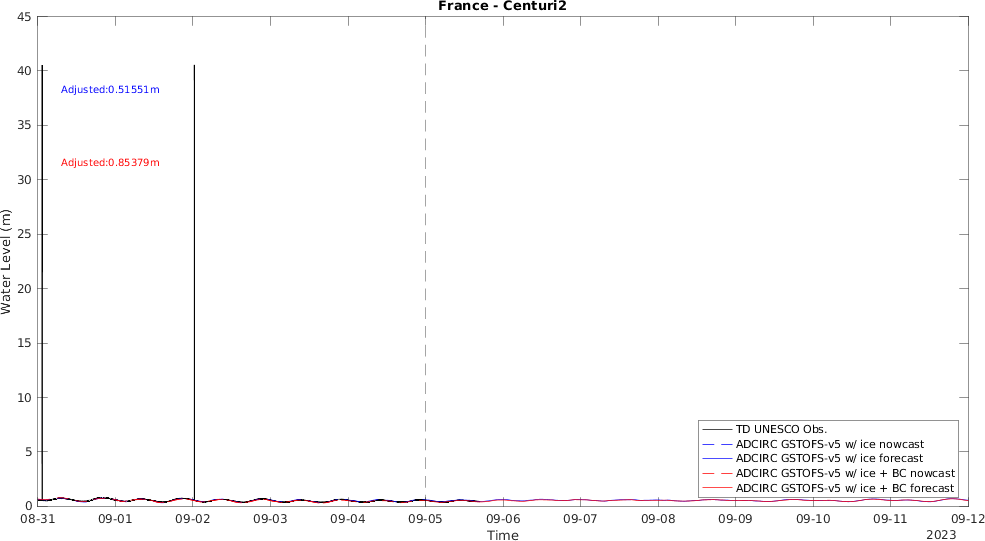 France - Centuri2
45
40
35
30
25
20
15
10
5
0
Water Level (m)
Adjusted:0.51551m
Adjusted:0.85379m
TD UNESCO Obs.
ADCIRC GSTOFS-v5 w/ ice nowcast
ADCIRC GSTOFS-v5 w/ ice forecast
ADCIRC GSTOFS-v5 w/ ice + BC nowcast
ADCIRC GSTOFS-v5 w/ ice + BC forecast
08-31 09-01 09-02 09-03 09-04 09-05 09-06 09-07 09-08 09-09 09-10 09-11 09-12
Time
2023